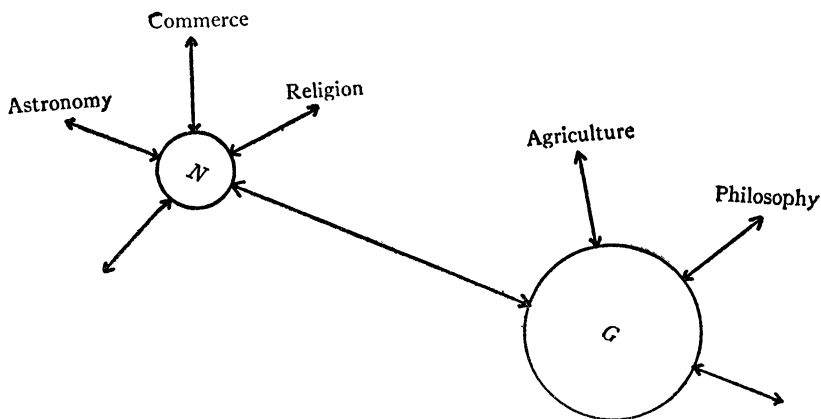 Commerce
Astronomy
Religion
N
Agriculture
Philosophy
G